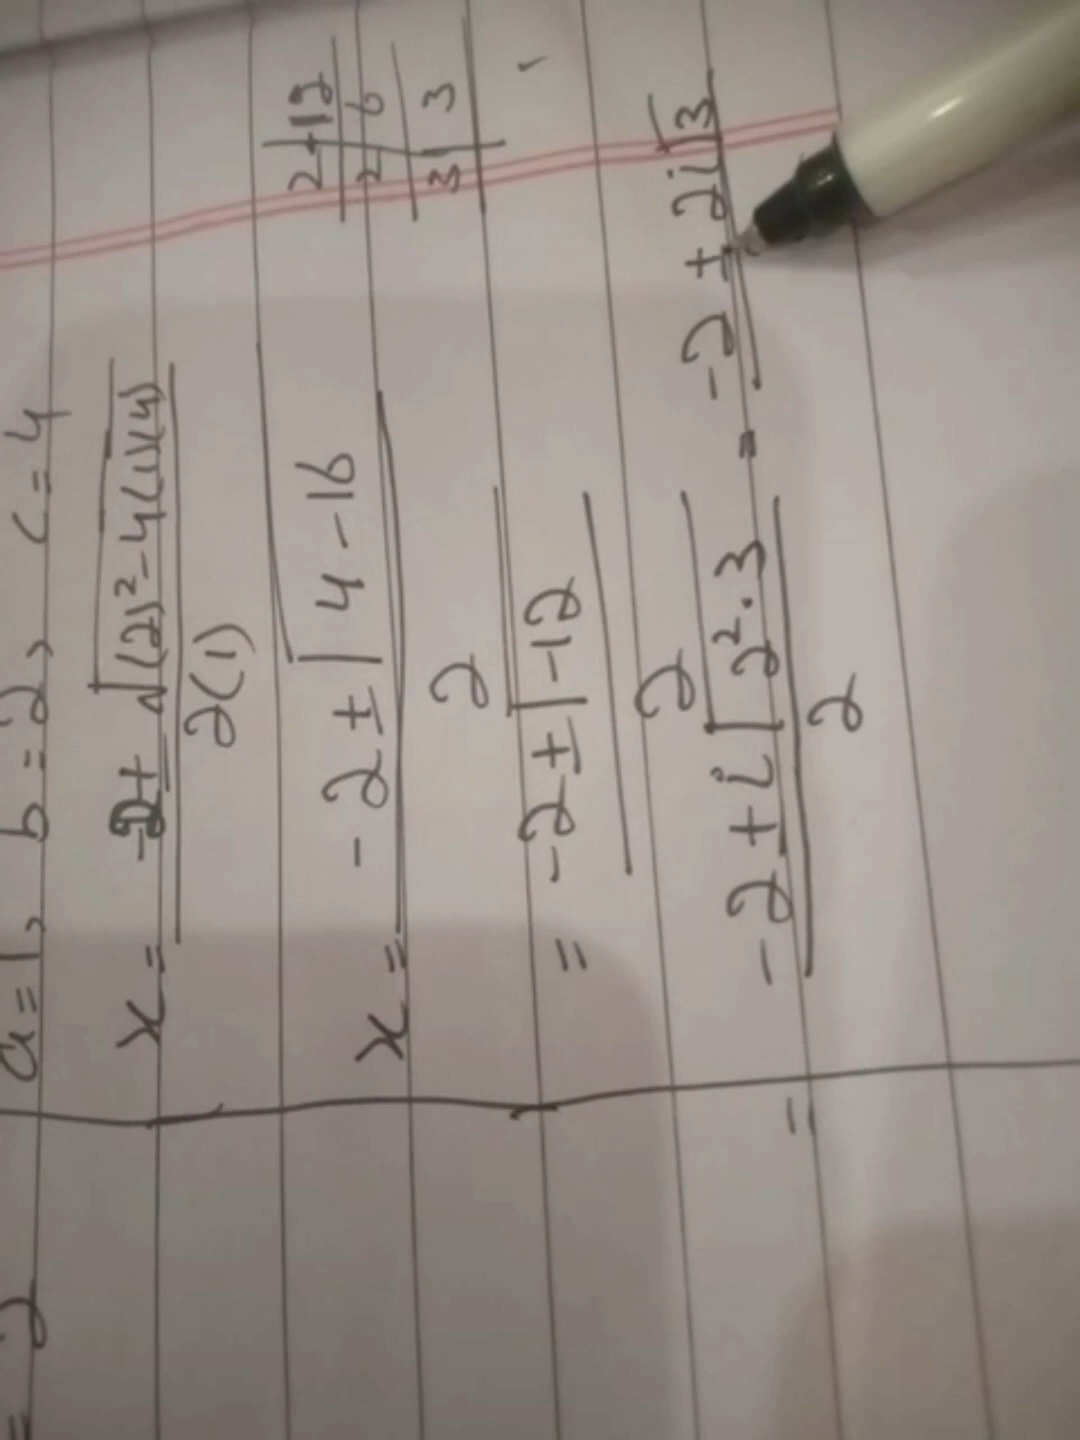 a = 1, b = 2, c = 4
x = -2 ± √(2)² - 4(1)(4)
2(1)
x = -2 ± √4 - 16
2
2 12
2 6
3 3
= -2 ± √-12
2
= -2 ± i√2²·3 = -2 ± 2i√3
2